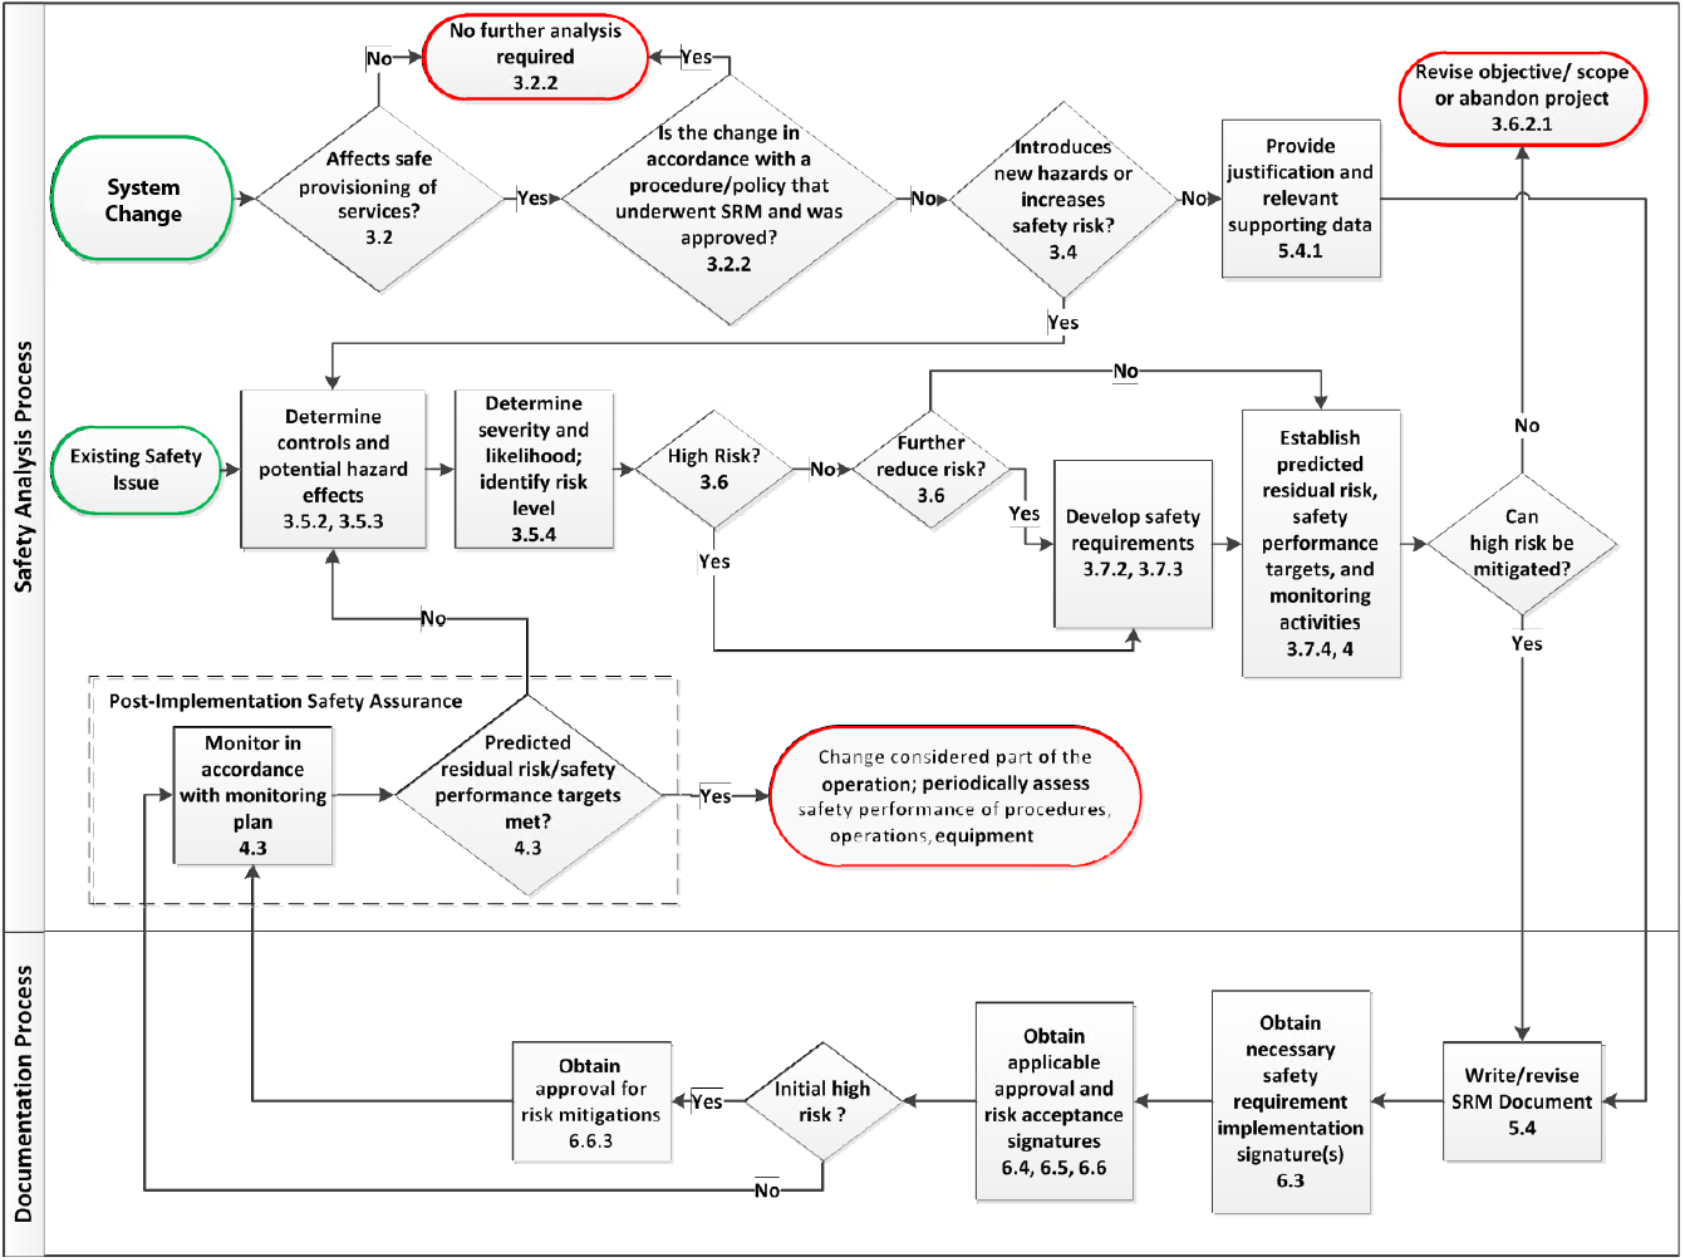 Safety Analysis Process
No further analysis
required
3.2.2
No
Yes
Revise objective/ scope
or abandon project
3.6.2.1
System
Change
Affects safe
provisioning of
services?
3.2
Yes
Is the change in
accordance with a
procedure/policy that
underwent SRM and was
approved?
3.2.2
No
Introduces
new hazards or
increases
safety risk?
3.4
No
Provide
justification and
relevant
supporting data
5.4.1
Yes
No
Existing Safety
Issue
Determine
controls and
potential hazard
effects
3.5.2, 3.5.3
Determine
severity and
likelihood;
identify risk
level
3.5.4
High Risk?
3.6
No
Further
reduce risk?
3.6
No
Yes
Yes
Develop safety
requirements
3.7.2, 3.7.3
Establish
predicted
residual risk,
safety
performance
targets, and
monitoring
activities
3.7.4, 4
Can
high risk be
mitigated?
Yes
No
Post-Implementation Safety Assurance
Monitor in
accordance
with monitoring
plan
4.3
Predicted
residual risk/safety
performance targets
met?
4.3
Yes
Change considered part of the
operation; periodically assess
safety performance of procedures,
operations, equipment
Documentation Process
Obtain
approval for
risk mitigations
6.6.3
Yes
Initial high
risk ?
No
Obtain
applicable
approval and
risk acceptance
signatures
6.4, 6.5, 6.6
Obtain
necessary
safety
requirement
implementation
signature(s)
6.3
Write/revise
SRM Document
5.4